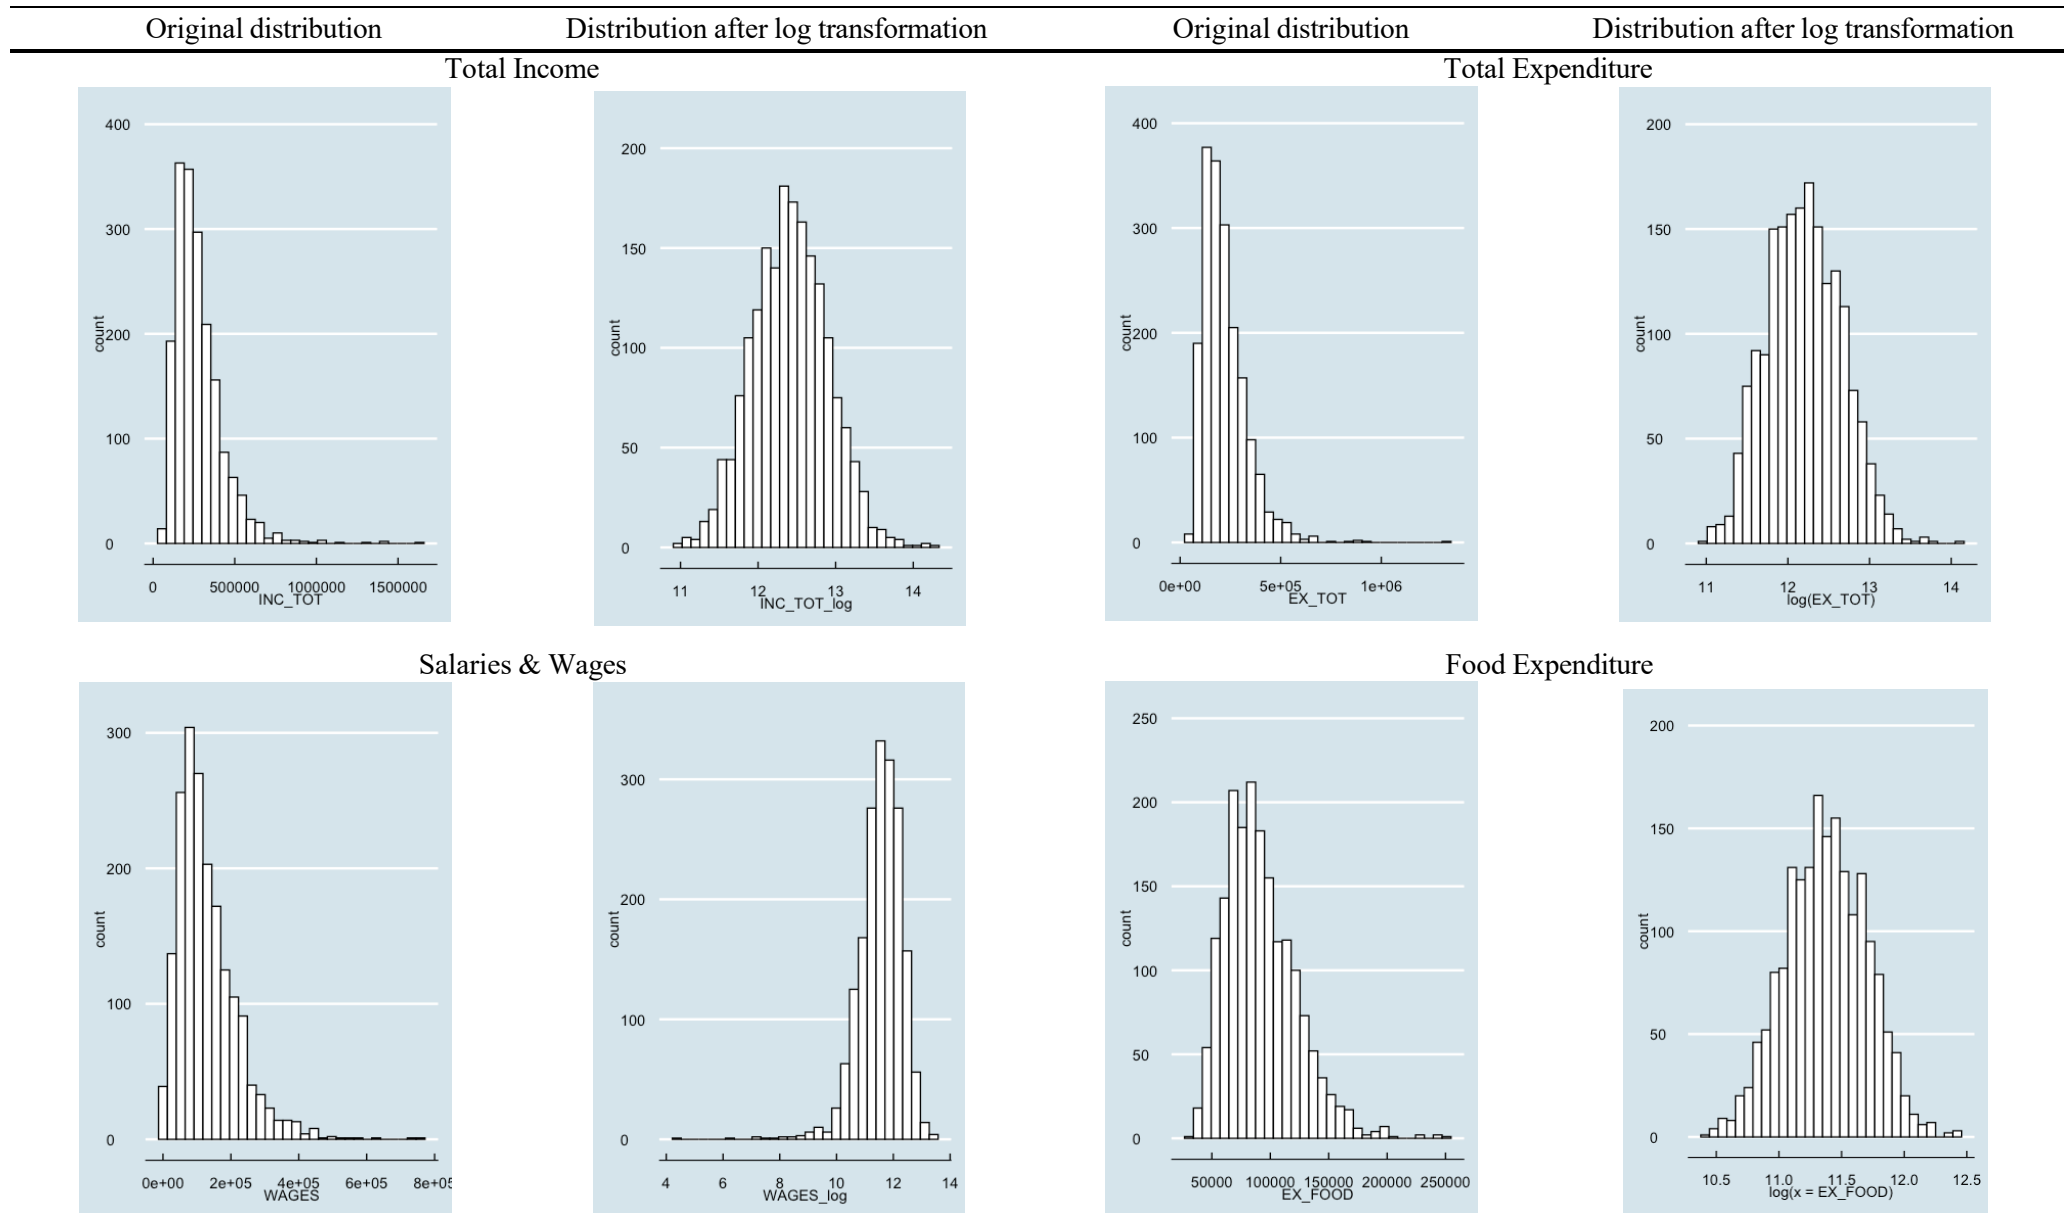 Original distribution
Distribution after log transformation
Original distribution
Distribution after log transformation
Total Income
Total Expenditure
400
300
200
100
0
count
0 500000 1000000 1500000
INC_TOT
200
150
100
50
0
count
11 12 13 14
INC_TOT_log
400
300
200
100
0
count
0e+00 5e+05 1e+06
EX_TOT
200
150
100
50
0
count
11 12 13 14
log(EX_TOT)
Salaries & Wages
Food Expenditure
300
200
100
0
count
0e+00 2e+05 4e+05 6e+05 8e+05
WAGES
300
200
100
0
count
4 6 8 10 12 14
WAGES_log
250
200
150
100
50
0
count
50000 100000 150000 200000 250000
EX_FOOD
200
150
100
50
0
count
10.5 11.0 11.5 12.0 12.5
log(x = EX_FOOD)